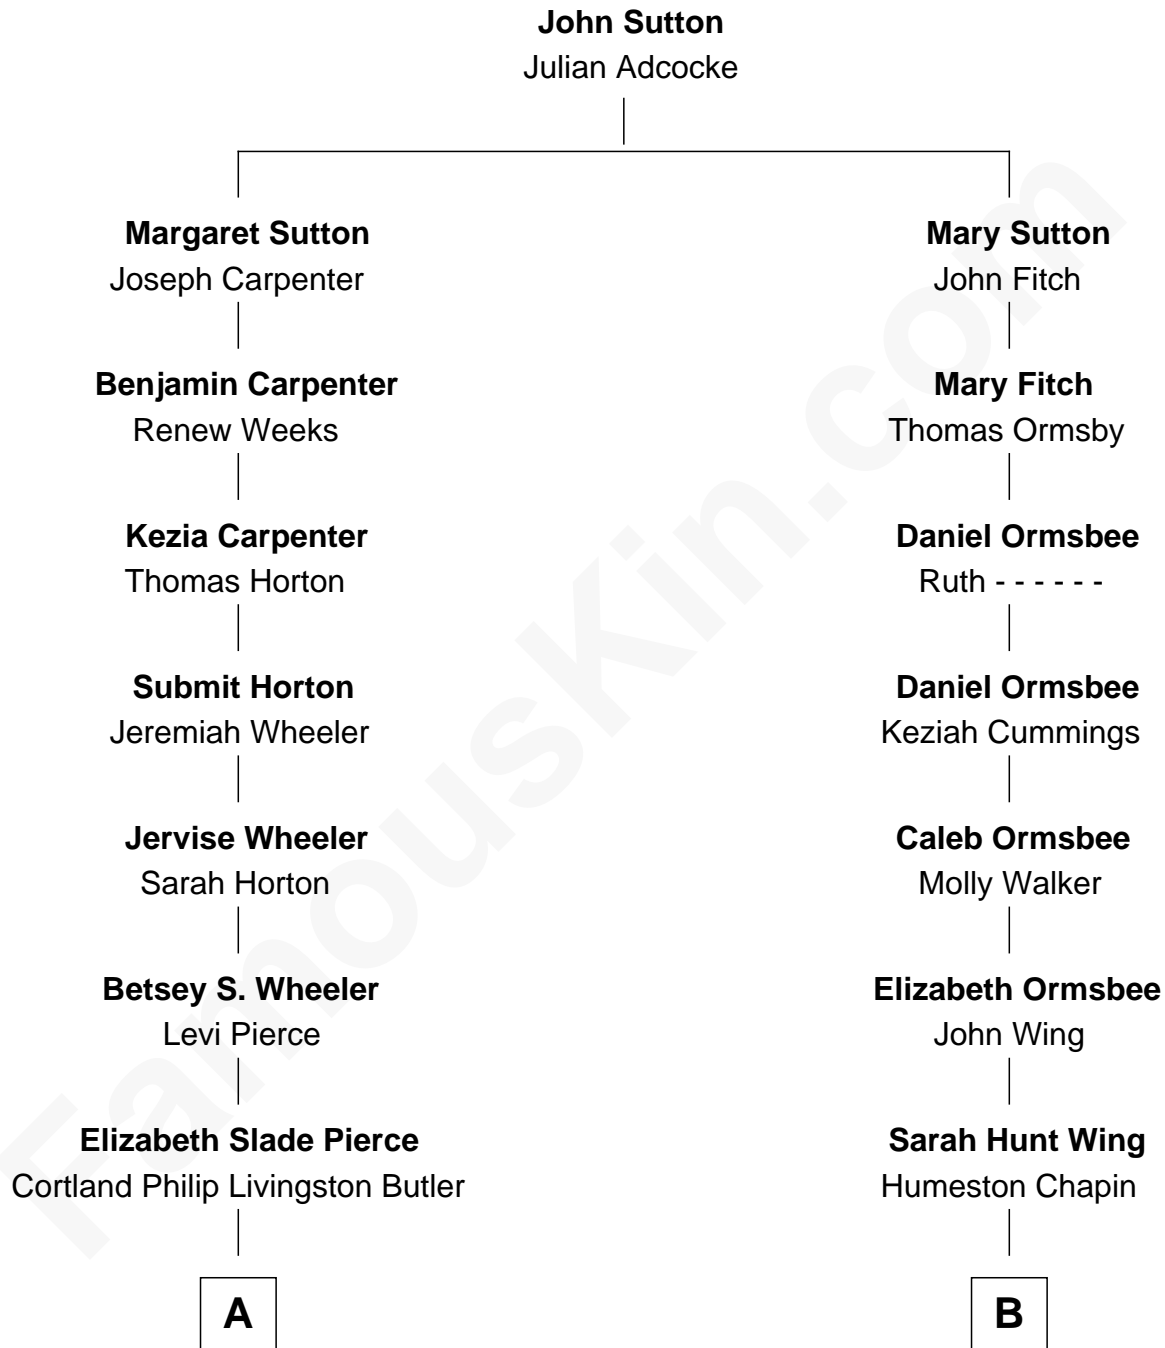 John Sutton
Julian Adcocke
Margaret Sutton
Joseph Carpenter
Mary Sutton
John Fitch
Benjamin Carpenter
Renew Weeks
Mary Fitch
Thomas Ormsby
Kezia Carpenter
Thomas Horton
Daniel Ormsbee
Ruth - - - - - -
Submit Horton
Jeremiah Wheeler
Daniel Ormsbee
Keziah Cummings
Jervise Wheeler
Sarah Horton
Caleb Ormsbee
Molly Walker
Betsey S. Wheeler
Levi Pierce
Elizabeth Ormsbee
John Wing
Elizabeth Slade Pierce
Cortland Philip Livingston Butler
Sarah Hunt Wing
Humeston Chapin
A
B
FamousKin.com